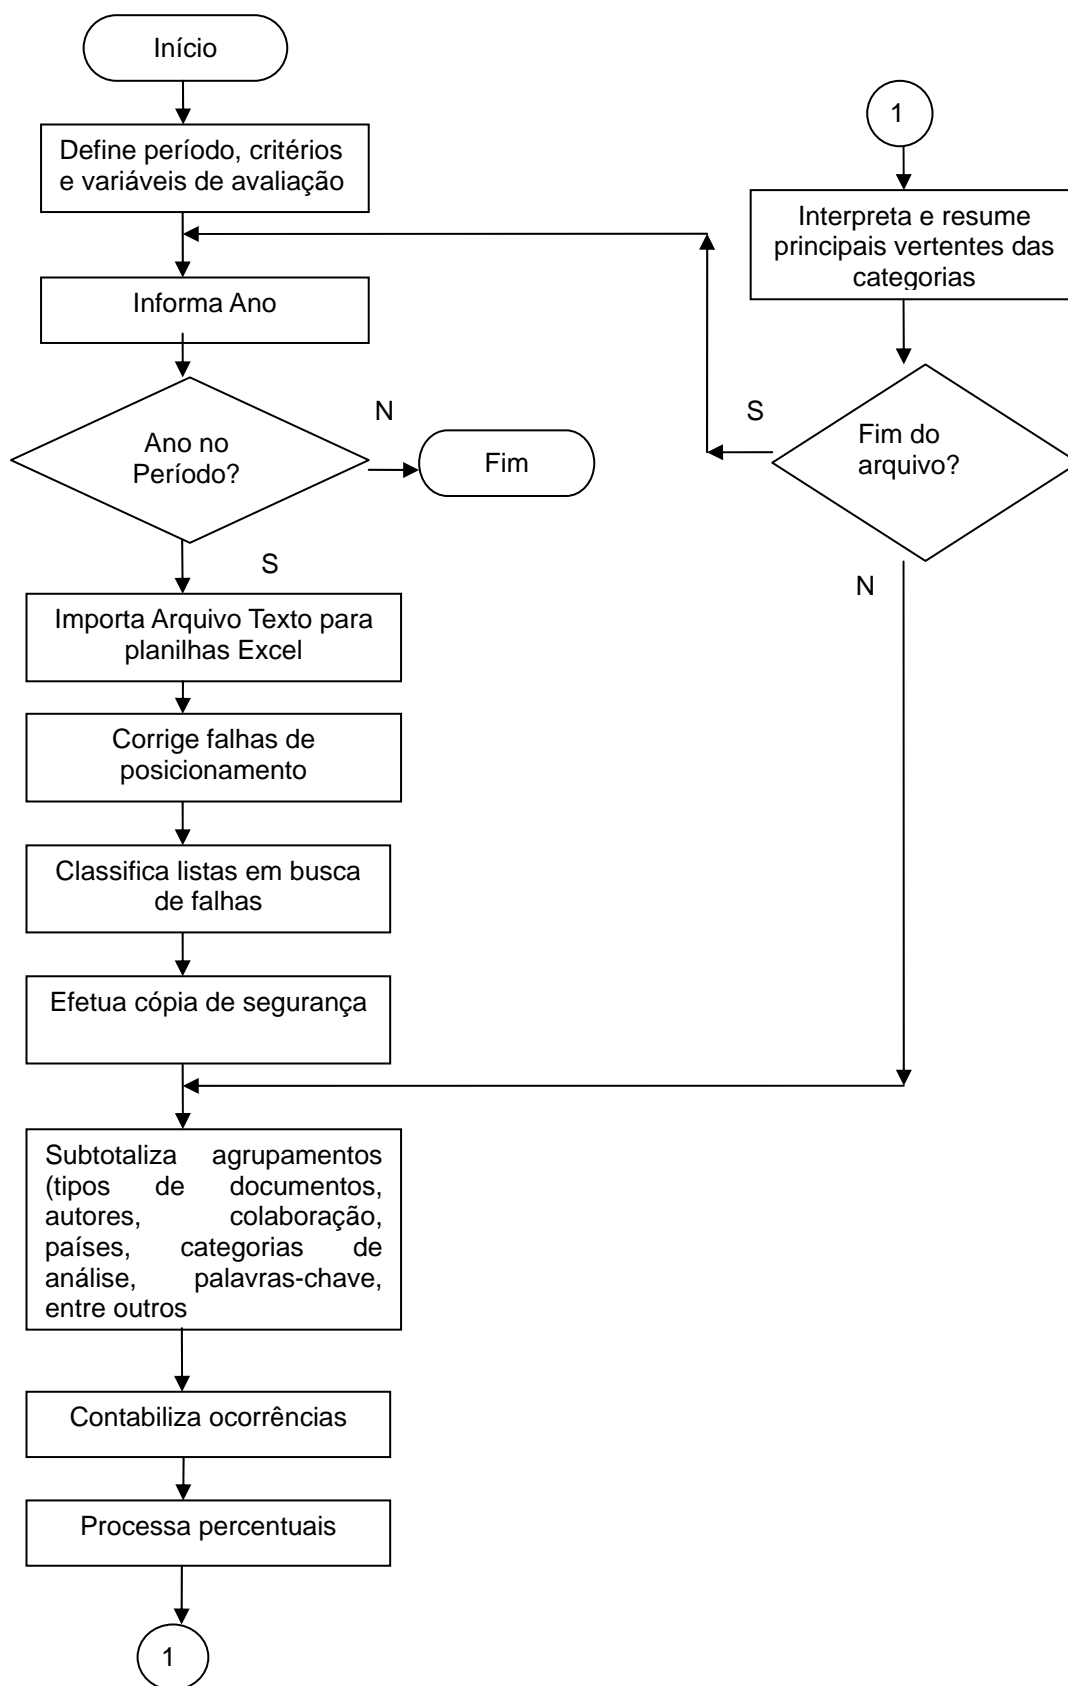 Início
Define período, critérios
e variáveis de avaliação
Informa Ano
Ano no
Período?
N
Fim
S
Importa Arquivo Texto para
planilhas Excel
Corrige falhas de
posicionamento
Classifica listas em busca
de falhas
Efetua cópia de segurança
Subtotaliza agrupamentos
(tipos de documentos,
autores, colaboração,
países, categorias de
análise, palavras-chave,
entre outros
Contabiliza ocorrências
Processa percentuais
1
1
Interpreta e resume
principais vertentes das
categorias
Fim do
arquivo?
S
N